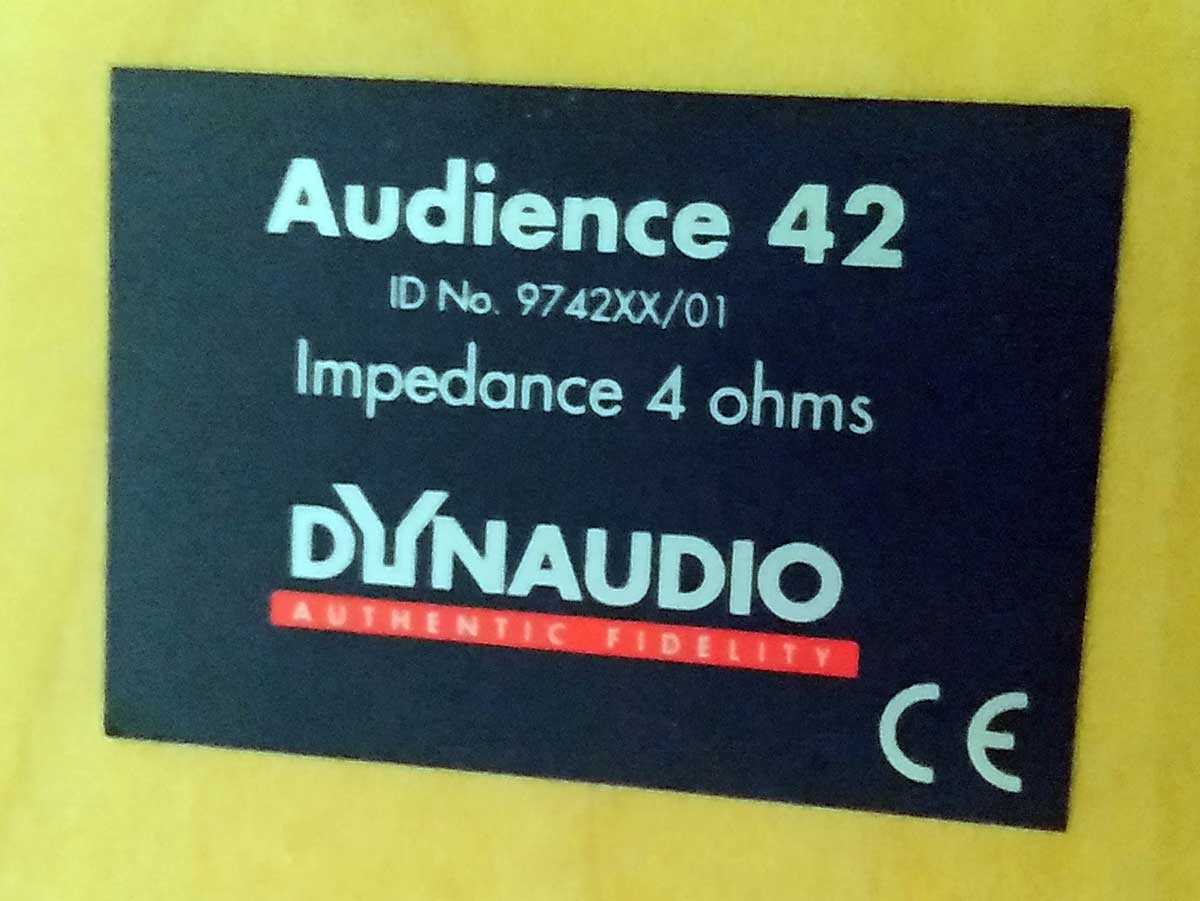 Audience 42
ID No. 9742XX/01
Impedance 4 ohms
DYNAUDIO
AUTHENTIC FIDELITY
CE